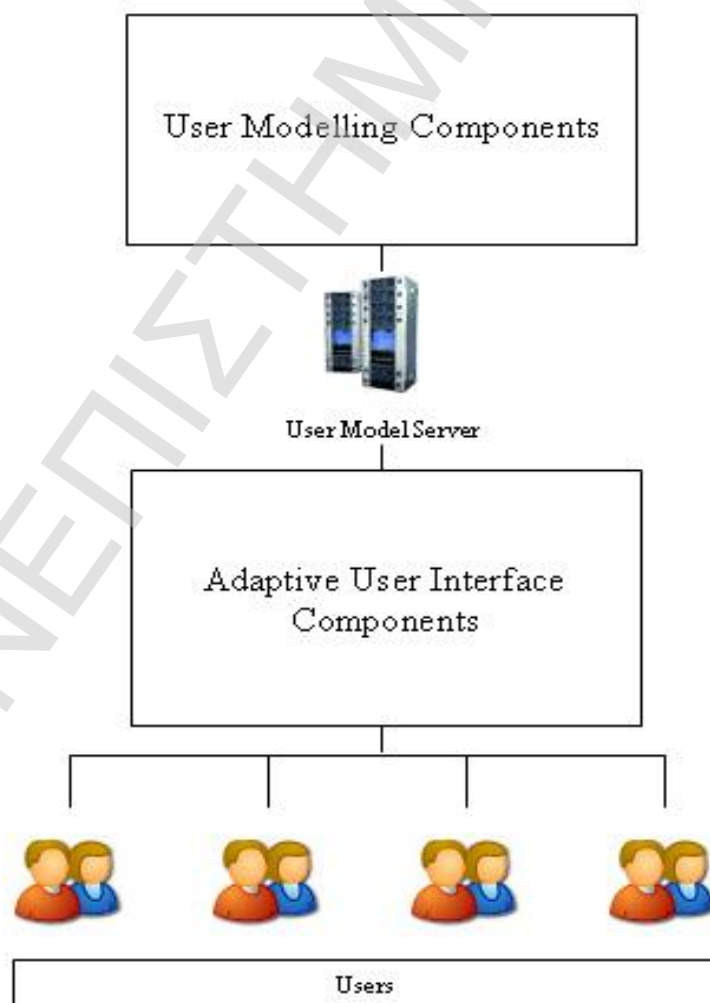 User Modelling Components
User Model Server
Adaptive User Interface
Components
Users